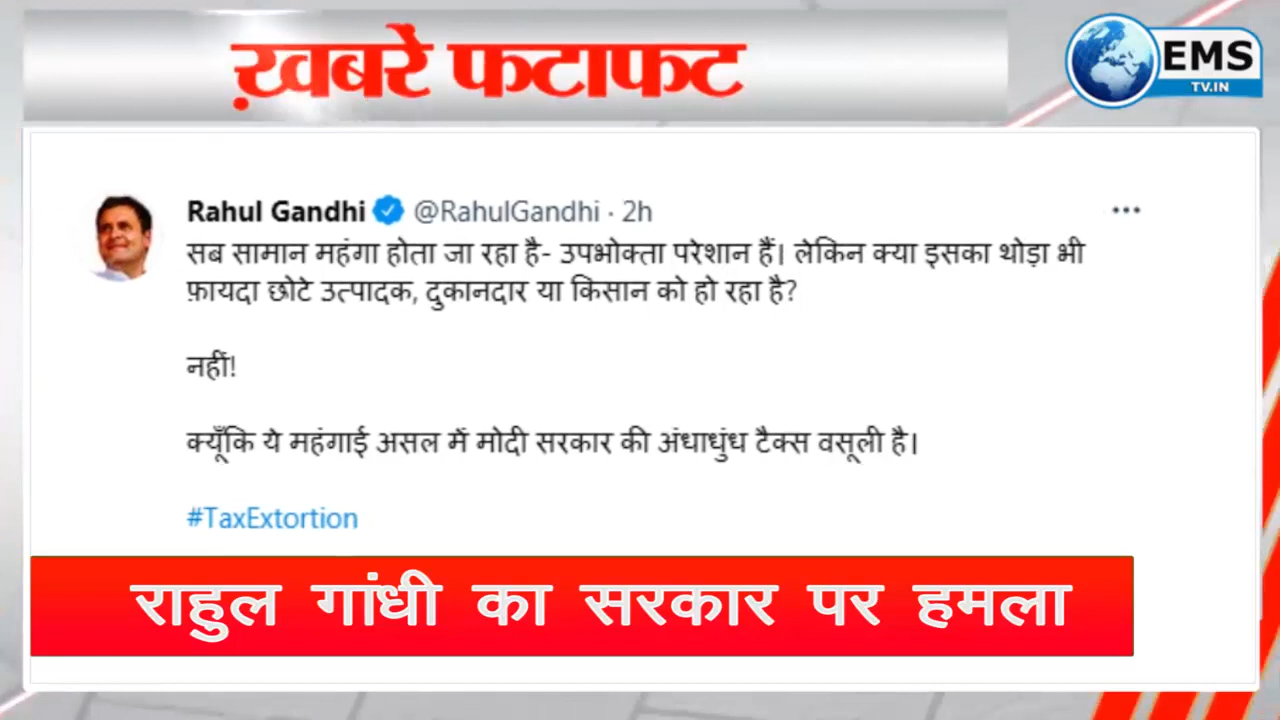 ख़बरें फटाफट
EMS
TV.IN
Rahul Gandhi @RahulGandhi · 2h
सब सामान महंगा होता जा रहा है- उपभोक्ता परेशान हैं। लेकिन क्या इसका थोड़ा भी
फ़ायदा छोटे उत्पादक, दुकानदार या किसान को हो रहा है?
नहीं!
क्यूँकि ये महंगाई असल में मोदी सरकार की अंधाधुंध टैक्स वसूली है।
#TaxExtortion
राहुल गांधी का सरकार पर हमला